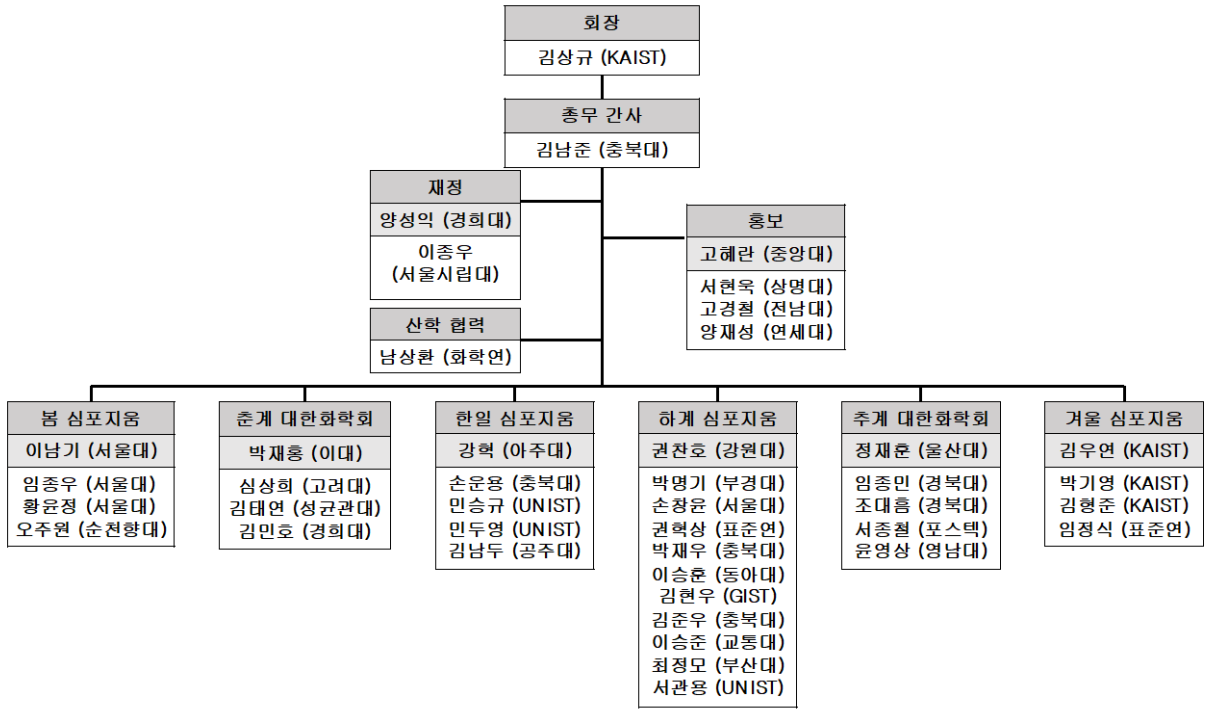 회장
김상규 (KAIST)
총무 간사
김남준 (충북대)
재정
양성익 (경희대)
이종우
(서울시립대)
홍보
고혜란 (중앙대)
서현욱 (상명대)
고경철 (전남대)
양재성 (연세대)
산학 협력
남상환 (화학연)
봄 심포지움
이남기 (서울대)
임종우 (서울대)
황윤정 (서울대)
오주원 (순천향대)
춘계 대한화학회
박재홍 (이대)
심상희 (고려대)
김태연 (성균관대)
김민호 (경희대)
한일 심포지움
강혁 (아주대)
손운용 (충북대)
민승규 (UNIST)
민두영 (UNIST)
김남두 (공주대)
하계 심포지움
권찬호 (강원대)
박명기 (부경대)
손창윤 (서울대)
권혁상 (표준연)
박재우 (충북대)
이승훈 (동아대)
김현우 (GIST)
김준우 (충북대)
이승준 (교통대)
최정모 (부산대)
서관용 (UNIST)
추계 대한화학회
정재훈 (울산대)
임종민 (경북대)
조대흠 (경북대)
서종철 (포스텍)
윤영상 (영남대)
겨울 심포지움
김우연 (KAIST)
박기영 (KAIST)
김형준 (KAIST)
임정식 (표준연)